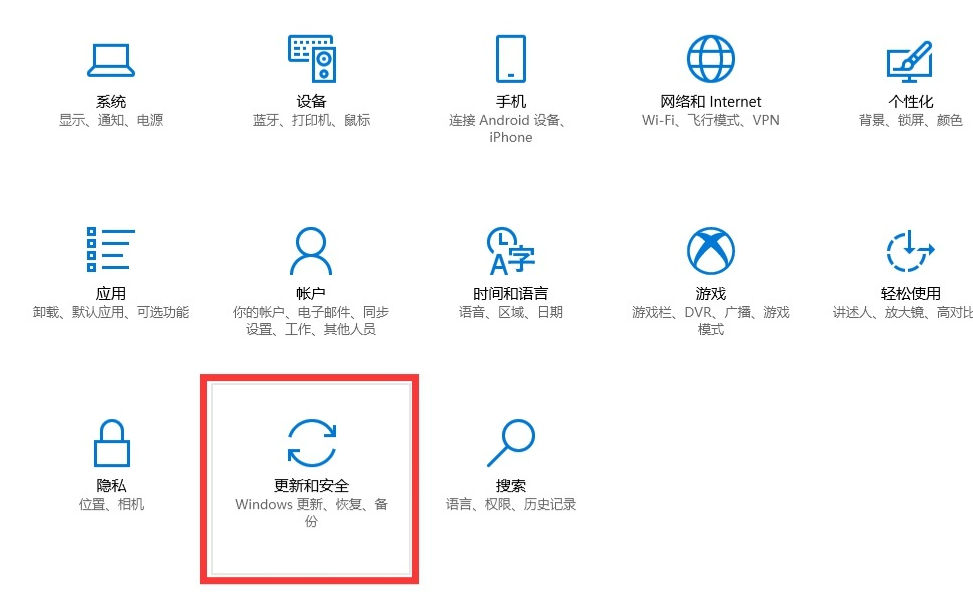 系统
显示、通知、电源
设备
蓝牙、打印机、鼠标
手机
连接 Android 设备、
iPhone
网络和 Internet
Wi-Fi、飞行模式、VPN
个性化
背景、锁屏、颜色
应用
卸载、默认应用、可选功能
帐户
你的帐户、电子邮件、同步
设置、工作、其他人员
A字
时间和语言
语音、区域、日期
游戏
游戏栏、DVR、广播、游戏
模式
轻松使用
讲述人、放大镜、高对比
隐私
位置、相机
更新和安全
Windows 更新、恢复、备
份
搜索
语言、权限、历史记录